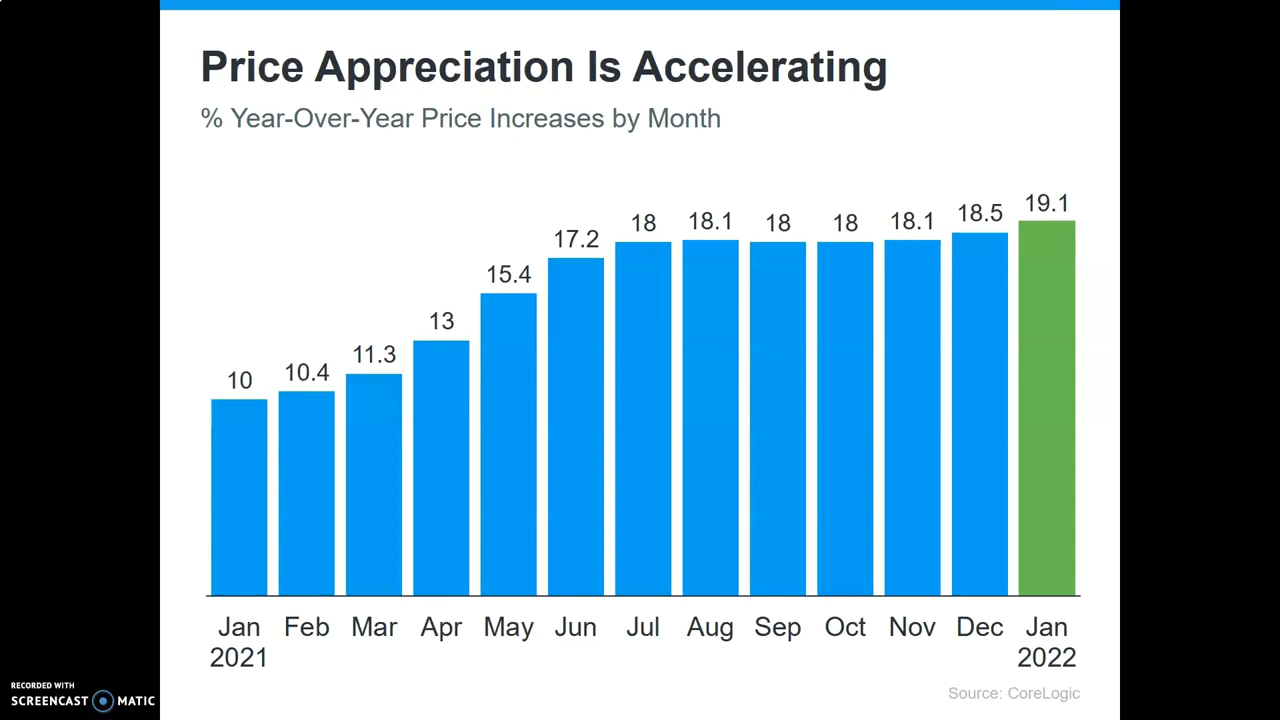 Price Appreciation Is Accelerating
% Year-Over-Year Price Increases by Month
10
10.4
11.3
13
15.4
17.2
18
18.1
18
18
18.1
18.5
19.1
Jan Feb Mar Apr May Jun Jul Aug Sep Oct Nov Dec Jan
2021 2022
Source: CoreLogic
RECORDED WITH
SCREENCAST MATIC